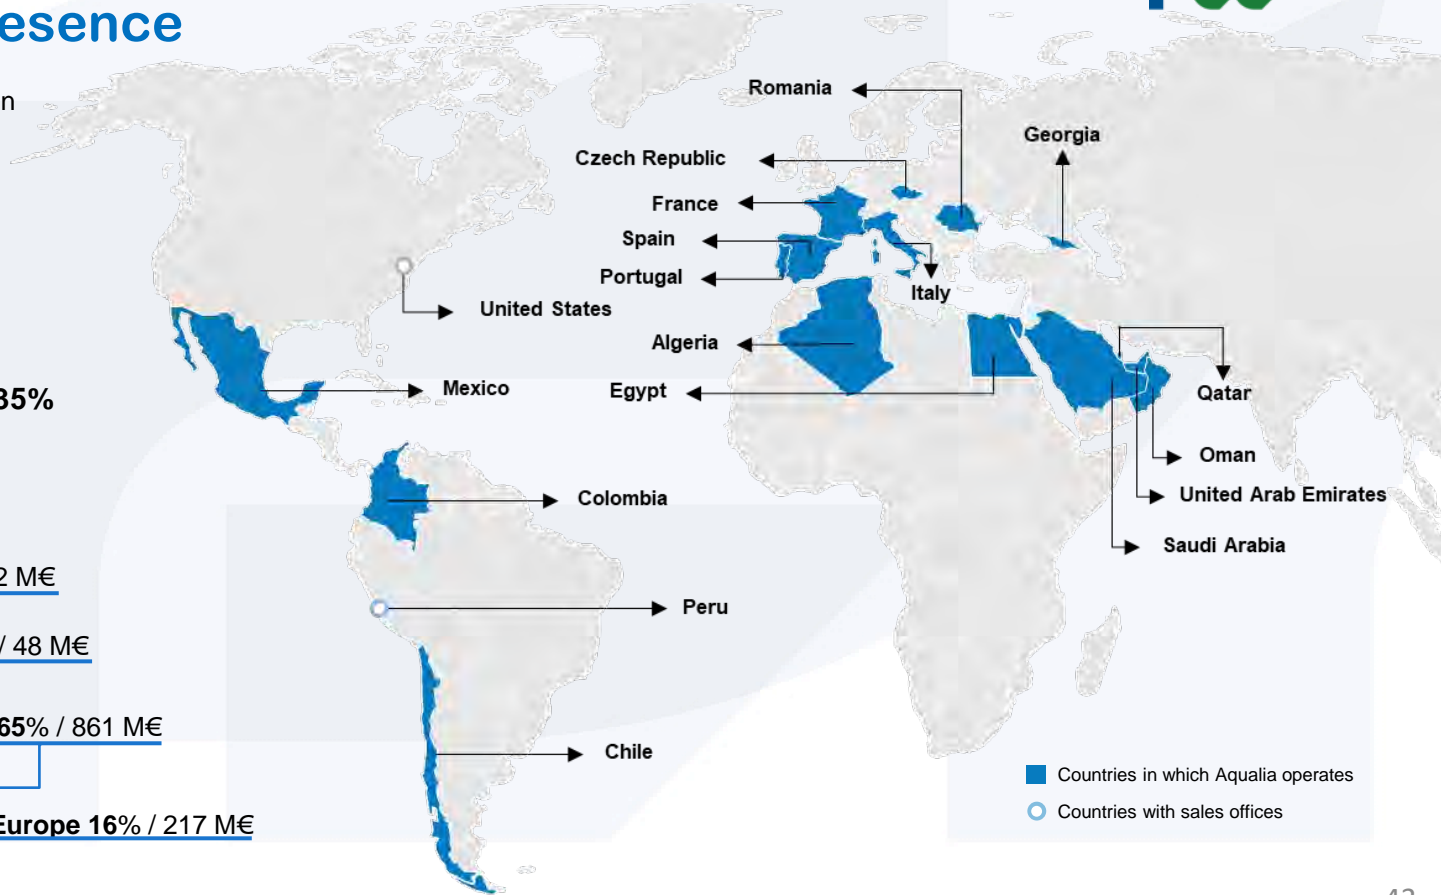 esence
n
35%
2 M€
/ 48 M€
65% / 861 M€
Europe 16% / 217 M€
Romania
Georgia
Czech Republic
France
Spain
Portugal
Italy
United States
Algeria
Mexico
Egypt
Qatar
Oman
Colombia
United Arab Emirates
Saudi Arabia
Peru
Chile
Countries in which Aqualia operates
Countries with sales offices